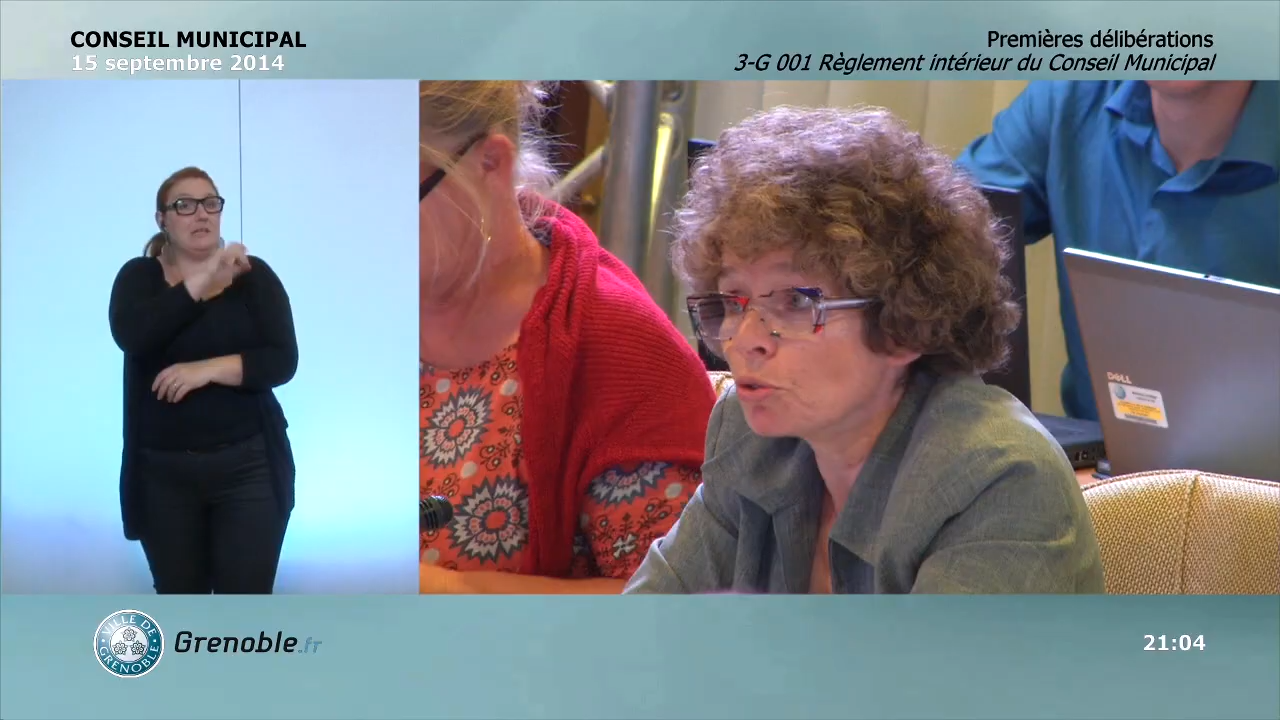 CONSEIL MUNICIPAL
15 septembre 2014
Premières délibérations
3-G 001 Règlement intérieur du Conseil Municipal
DELL
VILLE DE
GRENOBLE
Grenoble.fr
21:04